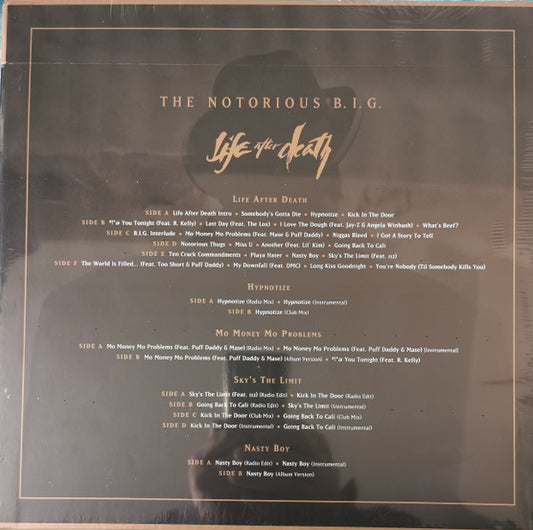 THE NOTORIOUS B.I.G.
Life after death
LIFE AFTER DEATH
SIDE A Life After Death Intro • Somebody's Gotta Die • Hypnotize • Kick In The Door
SIDE B *!*@ You Tonight (Feat. R. Kelly) • Last Day (Feat. The Lox) • I Love The Dough (Feat. Jay-Z & Angela Winbush) • What's Beef?
SIDE C B.I.G. Interlude • Mo Money Mo Problems (Feat. Mase & Puff Daddy) • Niggas Bleed • I Got A Story To Tell
SIDE D Notorious Thugs • Miss U • Another (Feat. Lil' Kim) • Going Back To Cali
SIDE E Ten Crack Commandments • Playa Hater • Nasty Boy • Sky's The Limit (Feat. 112)
SIDE F The World Is Filled... (Feat. Too Short & Puff Daddy) • My Downfall (Feat. DMC) • Long Kiss Goodnight • You're Nobody (Til Somebody Kills You)
HYPNOTIZE
SIDE A Hypnotize (Radio Mix) • Hypnotize (Instrumental)
SIDE B Hypnotize (Club Mix)
MO MONEY MO PROBLEMS
SIDE A Mo Money Mo Problems (Feat. Puff Daddy & Mase) (Radio Mix) • Mo Money Mo Problems (Feat. Puff Daddy & Mase) (Instrumental)
SIDE B Mo Money Mo Problems (Feat. Puff Daddy & Mase) (Album Version) • *!*@ You Tonight (Feat. R. Kelly)
SKY'S THE LIMIT
SIDE A Sky's The Limit (Feat. 112) (Radio Edit) • Kick In The Door (Radio Edit)
SIDE B Going Back To Cali (Radio Edit) • Sky's The Limit (Instrumental)
SIDE C Kick In The Door (Club Mix) • Going Back To Cali (Club Mix)
SIDE D Kick In The Door (Instrumental) • Going Back To Cali (Instrumental)
NASTY BOY
SIDE A Nasty Boy (Radio Edit) • Nasty Boy (Instrumental)
SIDE B Nasty Boy (Album Version)